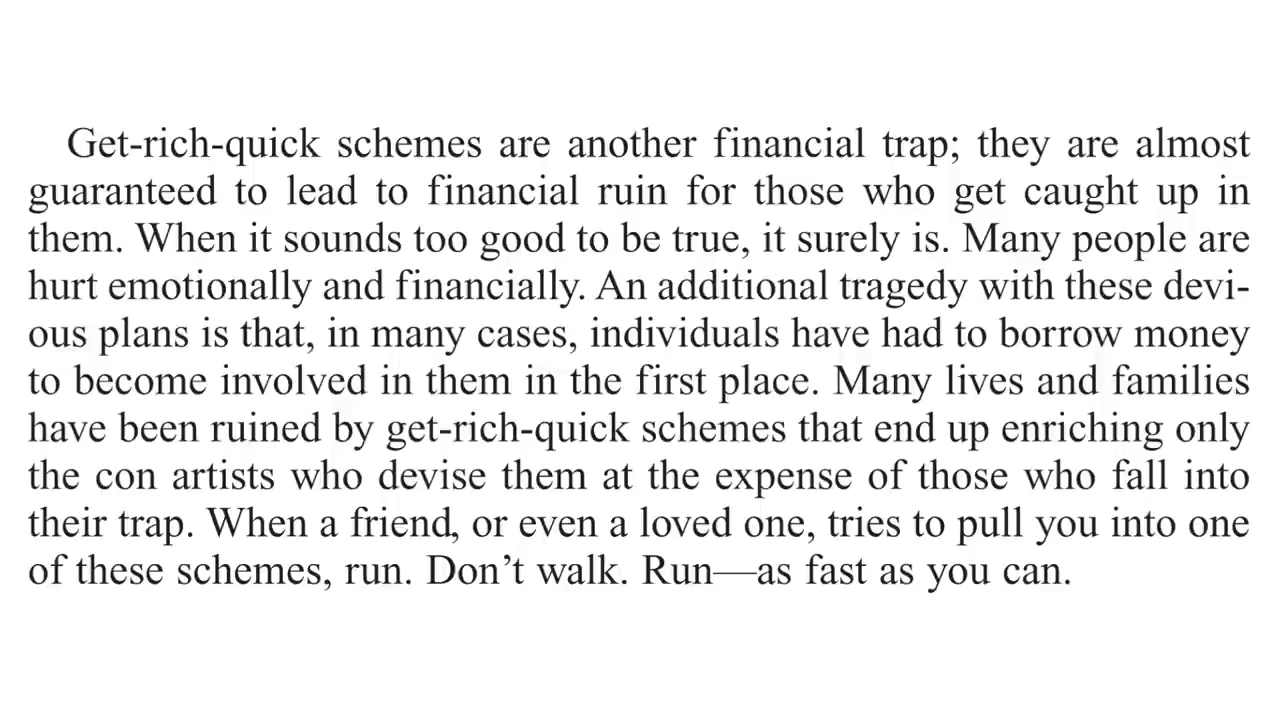 Get-rich-quick schemes are another financial trap; they are almost
guaranteed to lead to financial ruin for those who get caught up in
them. When it sounds too good to be true, it surely is. Many people are
hurt emotionally and financially. An additional tragedy with these devi-
ous plans is that, in many cases, individuals have had to borrow money
to become involved in them in the first place. Many lives and families
have been ruined by get-rich-quick schemes that end up enriching only
the con artists who devise them at the expense of those who fall into
their trap. When a friend, or even a loved one, tries to pull you into one
of these schemes, run. Don’t walk. Run—as fast as you can.